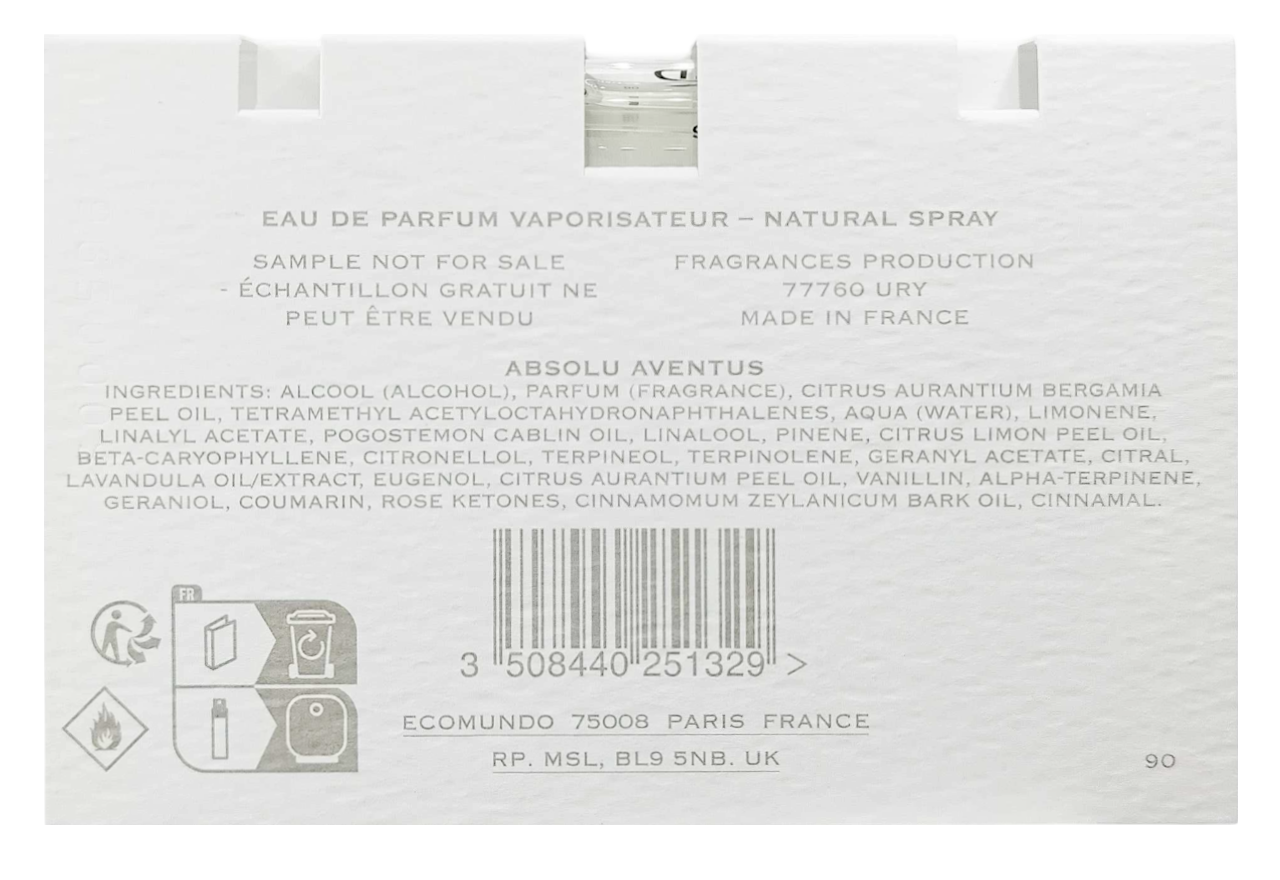 EAU DE PARFUM VAPORISATEUR – NATURAL SPRAY
SAMPLE NOT FOR SALE
- ÉCHANTILLON GRATUIT NE
PEUT ÊTRE VENDU
FRAGRANCES PRODUCTION
77760 URY
MADE IN FRANCE
ABSOLU AVENTUS
INGREDIENTS: ALCOOL (ALCOHOL), PARFUM (FRAGRANCE), CITRUS AURANTIUM BERGAMIA
PEEL OIL, TETRAMETHYL ACETYLOCTAHYDRONAPHTHALENES, AQUA (WATER), LIMONENE,
LINALYL ACETATE, POGOSTEMON CABLIN OIL, LINALOOL, PINENE, CITRUS LIMON PEEL OIL,
BETA-CARYOPHYLLENE, CITRONELLOL, TERPINEOL, TERPINOLENE, GERANYL ACETATE, CITRAL,
LAVANDULA OIL/EXTRACT, EUGENOL, CITRUS AURANTIUM PEEL OIL, VANILLIN, ALPHA-TERPINENE,
GERANIOL, COUMARIN, ROSE KETONES, CINNAMOMUM ZEYLANICUM BARK OIL, CINNAMAL.
FR
3 508440 251329 >
ECOMUNDO 75008 PARIS FRANCE
RP. MSL, BL9 5NB. UK
90